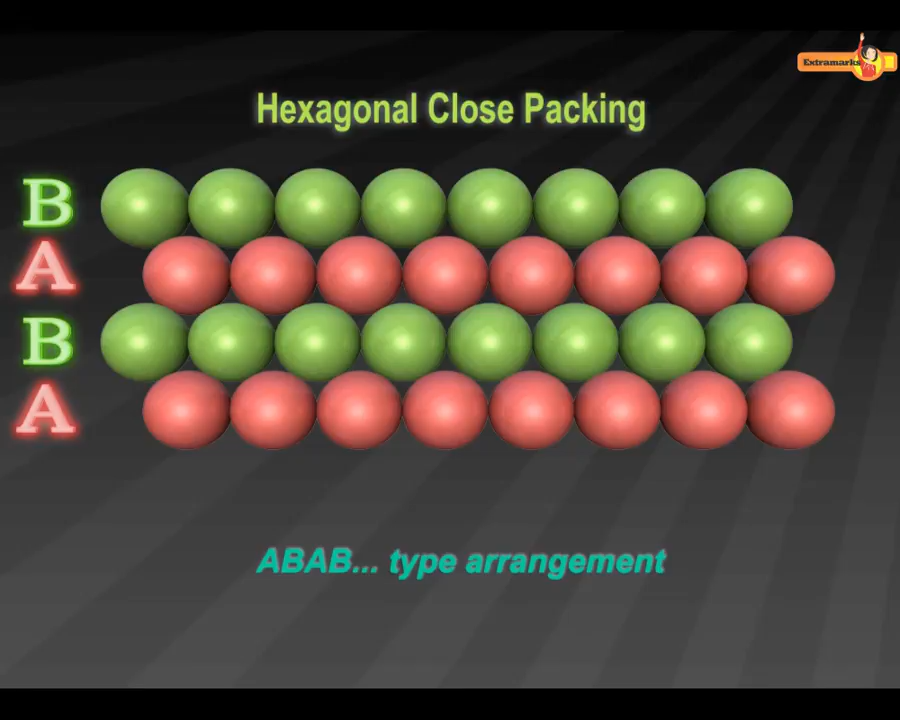 Extramarks
Hexagonal Close Packing
B
A
B
A
ABAB... type arrangement